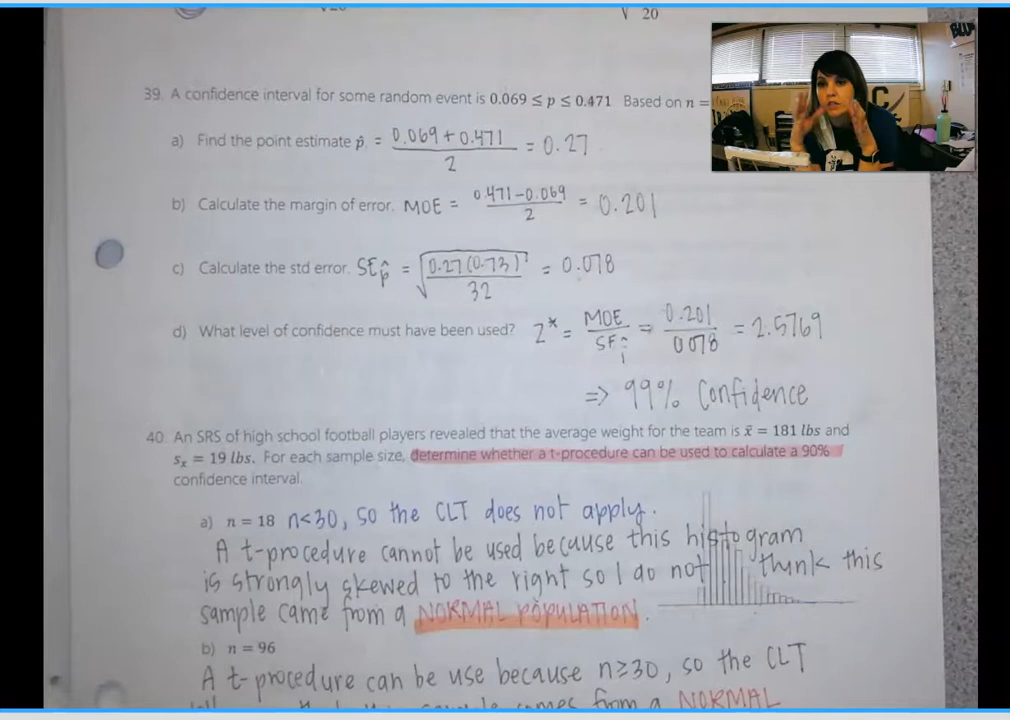 √ 20
39. A confidence interval for some random event is 0.069 ≤ p ≤ 0.471 Based on n =
a) Find the point estimate p̂. = (0.069 + 0.471)/2 = 0.27
b) Calculate the margin of error. MOE = (0.471-0.069)/2 = 0.201
c) Calculate the std error. SE p̂ = √(0.27(0.73)/32) = 0.078
d) What level of confidence must have been used? Z* = MOE/SE p̂ = 0.201/0.078 = 2.5769
=> 99% Confidence
40. An SRS of high school football players revealed that the average weight for the team is x̄ = 181 lbs and
sₓ = 19 lbs. For each sample size, determine whether a t-procedure can be used to calculate a 90%
confidence interval.
a) n = 18 n<30, so the CLT does not apply.
A t-procedure cannot be used because this histogram
is strongly skewed to the right so I do not think this
sample came from a NORMAL POPULATION.
b) n = 96
A t-procedure can be use because n≥30, so the CLT
comes from a NORMAL